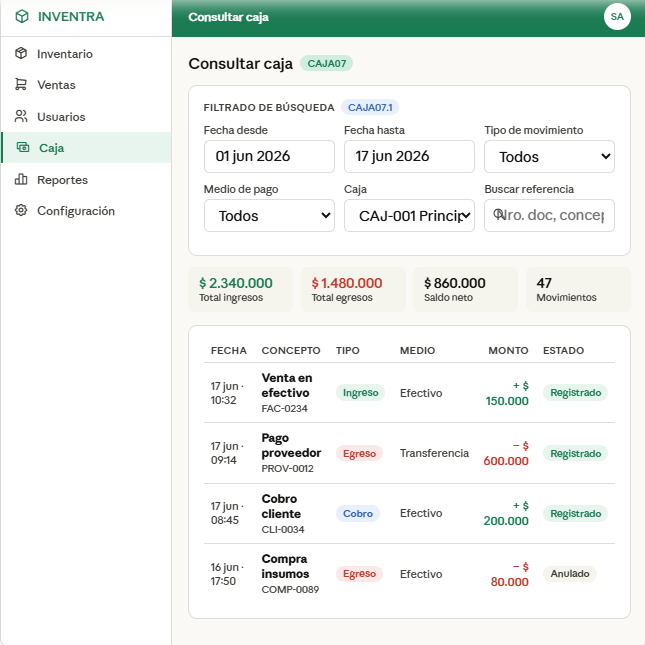 INVENTRA
Consultar caja
SA
Inventario
Ventas
Usuarios
Caja
Reportes
Configuración
Consultar caja CAJA07
FILTRADO DE BÚSQUEDA CAJA07.1
Fecha desde Fecha hasta Tipo de movimiento
01 jun 2026 17 jun 2026 Todos
Medio de pago Caja Buscar referencia
Todos CAJ-001 Princip Nro. doc, concep
$ 2.340.000 $ 1.480.000 $ 860.000 47
Total ingresos Total egresos Saldo neto Movimientos
FECHA CONCEPTO TIPO MEDIO MONTO ESTADO
17 jun · 10:32 Venta en efectivo FAC-0234 Ingreso Efectivo + $ 150.000 Registrado
17 jun · 09:14 Pago proveedor PROV-0012 Egreso Transferencia − $ 600.000 Registrado
17 jun · 08:45 Cobro cliente CLI-0034 Cobro Efectivo + $ 200.000 Registrado
16 jun · 17:50 Compra insumos COMP-0089 Egreso Efectivo − $ 80.000 Anulado